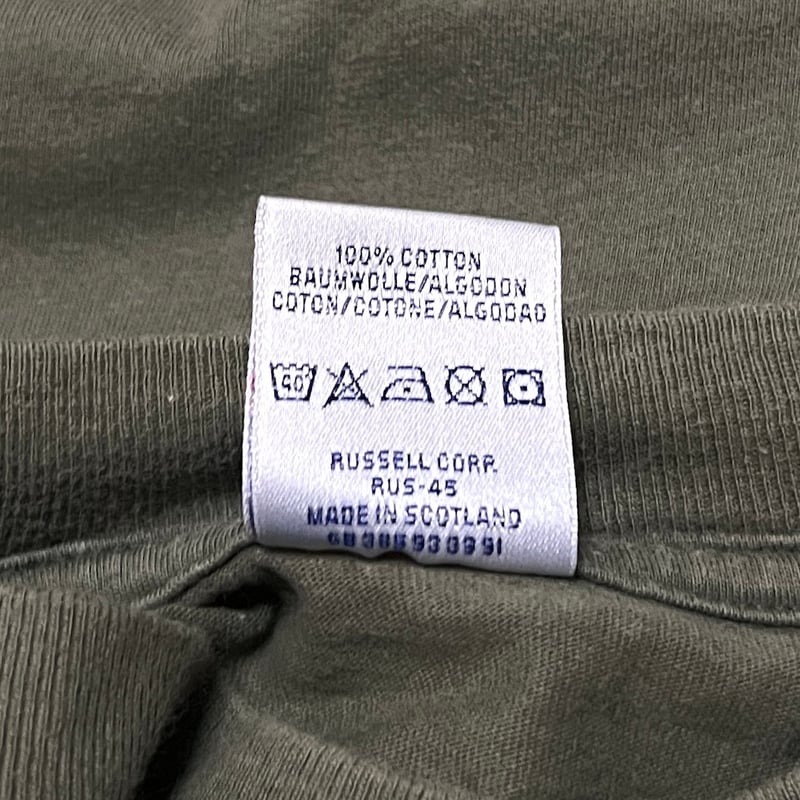 100% COTTON
BAUMWOLLE/ALGODON
COTON/COTONE/ALGODAO
40
RUSSELL CORP.
RUS-45
MADE IN SCOTLAND